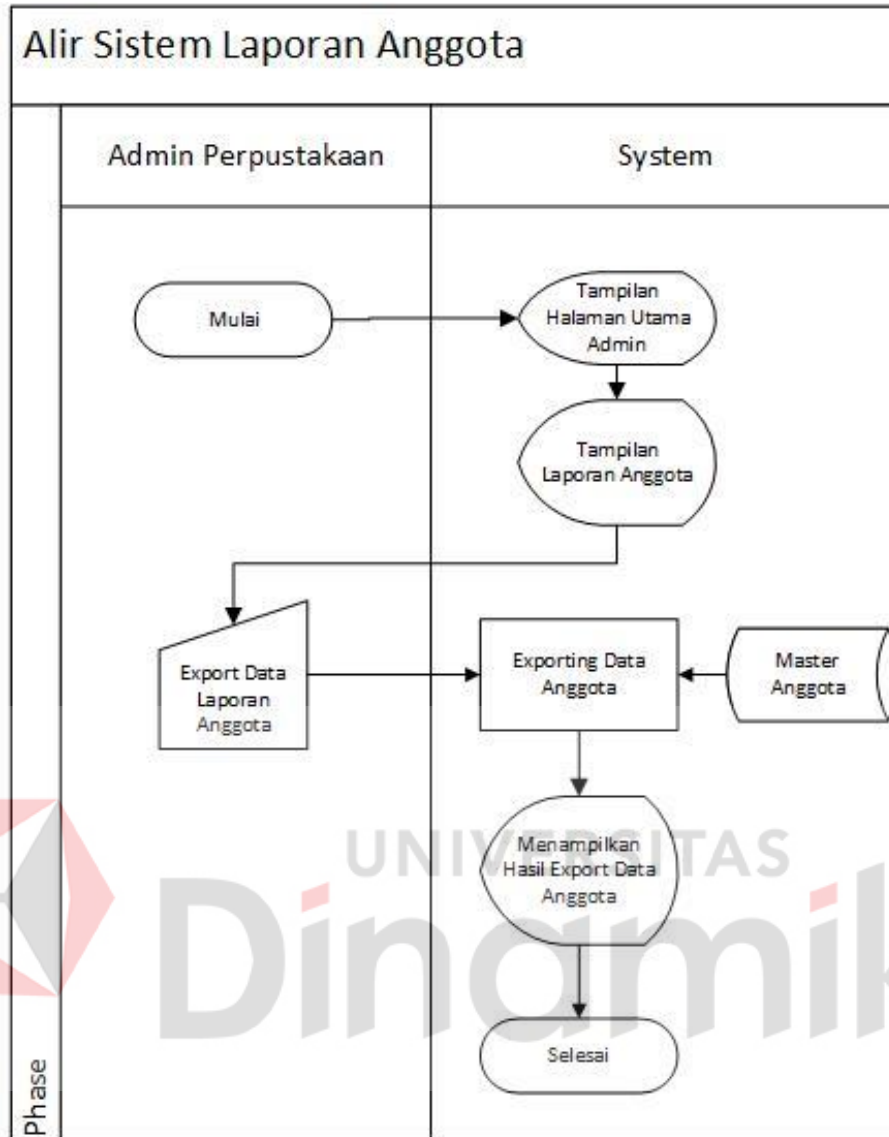 Alir Sistem Laporan Anggota
Admin Perpustakaan
System
Mulai
Tampilan
Halaman Utama
Admin
Tampilan
Laporan Anggota
Export Data
Laporan
Anggota
Exporting Data
Anggota
Master
Anggota
Menampilkan
Hasil Export Data
Anggota
Selesai
Phase
UNIVERSITAS
Dinamik